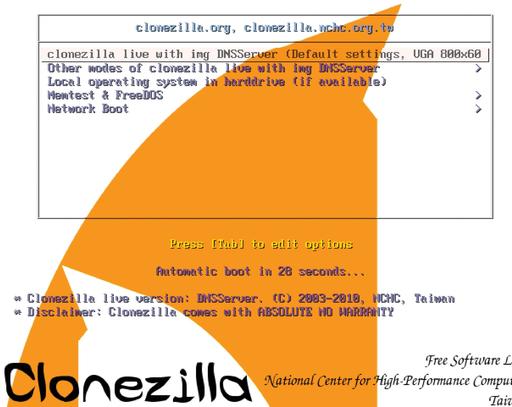 clonezilla.org, clonezilla.nchc.org.tw
clonezilla live with img DNSServer (Default settings, VGA 800x60
Other modes of clonezilla live with img DNSServer >
Local operating system in harddrive (if available)
Memtest & FreeDOS >
Network Boot >
Press [Tab] to edit options
Automatic boot in 28 seconds...
* Clonezilla live version: DNSServer. (C) 2003-2010, NCHC, Taiwan
* Disclaimer: Clonezilla comes with ABSOLUTE NO WARRANTY
Free Software L
Clonezilla National Center for High-Performance Compu
Taiw